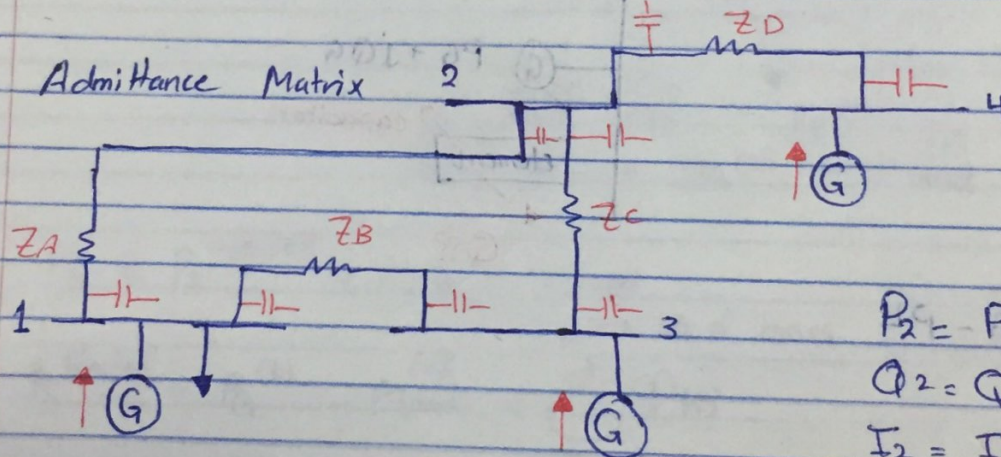 ZD
Admittance Matrix 2
4
G
ZC
ZA
ZB
1
3
P2 =
G
Q2 =
G
I2 =